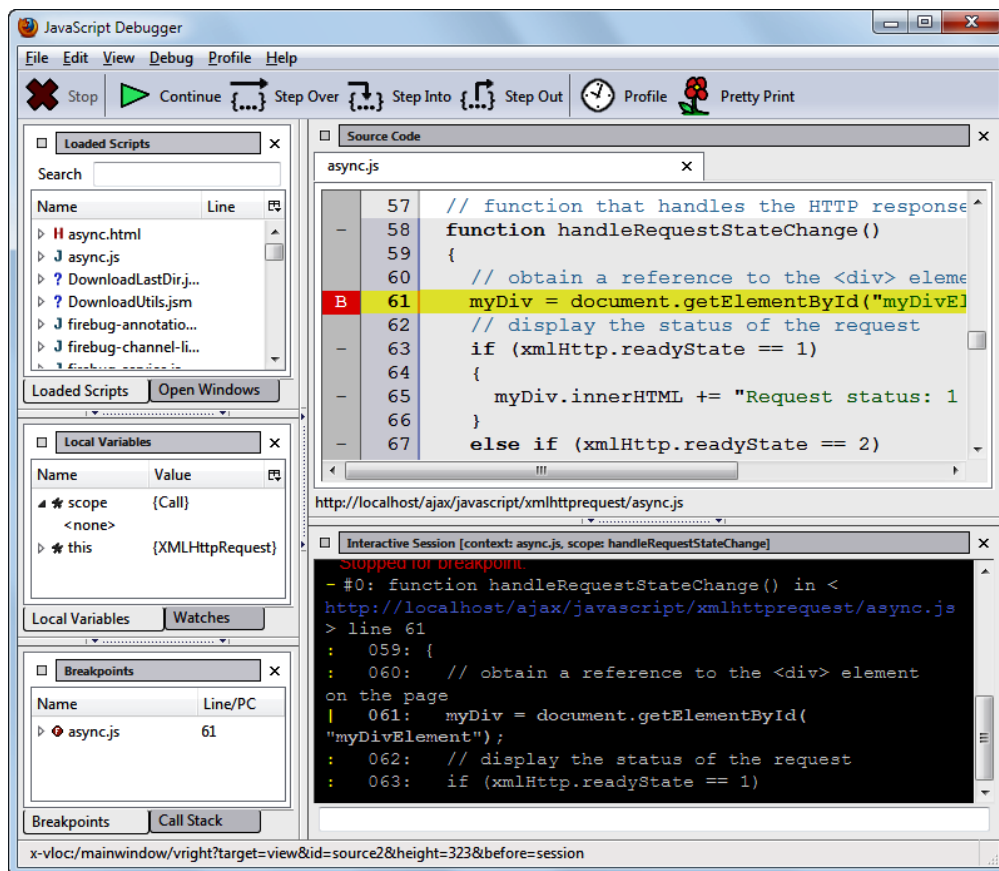 JavaScript Debugger
File Edit View Debug Profile Help
Stop Continue Step Over Step Into Step Out Profile Pretty Print
Loaded Scripts
Search
Name Line
H async.html
J async.js
? DownloadLastDir.j...
? DownloadUtils.jsm
J firebug-annotatio...
J firebug-channel-li...
Loaded Scripts Open Windows
Local Variables
Name Value
scope {Call}
<none>
this {XMLHttpRequest}
Local Variables Watches
Breakpoints
Name Line/PC
async.js 61
Breakpoints Call Stack
Source Code
async.js
57 // function that handles the HTTP response
– 58 function handleRequestStateChange()
59 {
60 // obtain a reference to the <div> eleme
B 61 myDiv = document.getElementById("myDivEl
62 // display the status of the request
– 63 if (xmlHttp.readyState == 1)
64 {
– 65 myDiv.innerHTML += "Request status: 1
66 }
– 67 else if (xmlHttp.readyState == 2)
http://localhost/ajax/javascript/xmlhttprequest/async.js
Interactive Session [context: async.js, scope: handleRequestStateChange]
Stopped for breakpoint.
– #0: function handleRequestStateChange() in <
http://localhost/ajax/javascript/xmlhttprequest/async.js
> line 61
: 059: {
: 060: // obtain a reference to the <div> element
on the page
| 061: myDiv = document.getElementById(
"myDivElement");
: 062: // display the status of the request
: 063: if (xmlHttp.readyState == 1)
x-vloc:/mainwindow/vright?target=view&id=source2&height=323&before=session